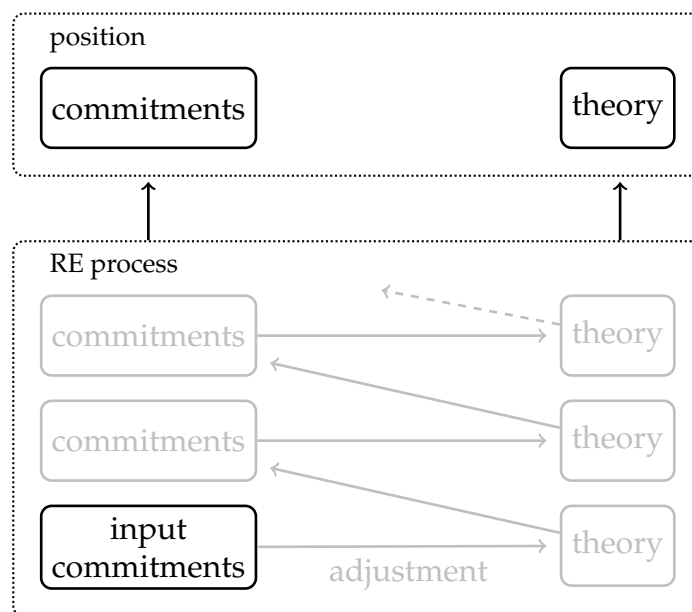 position
commitments theory
RE process
commitments theory
commitments theory
input
commitments theory
adjustment